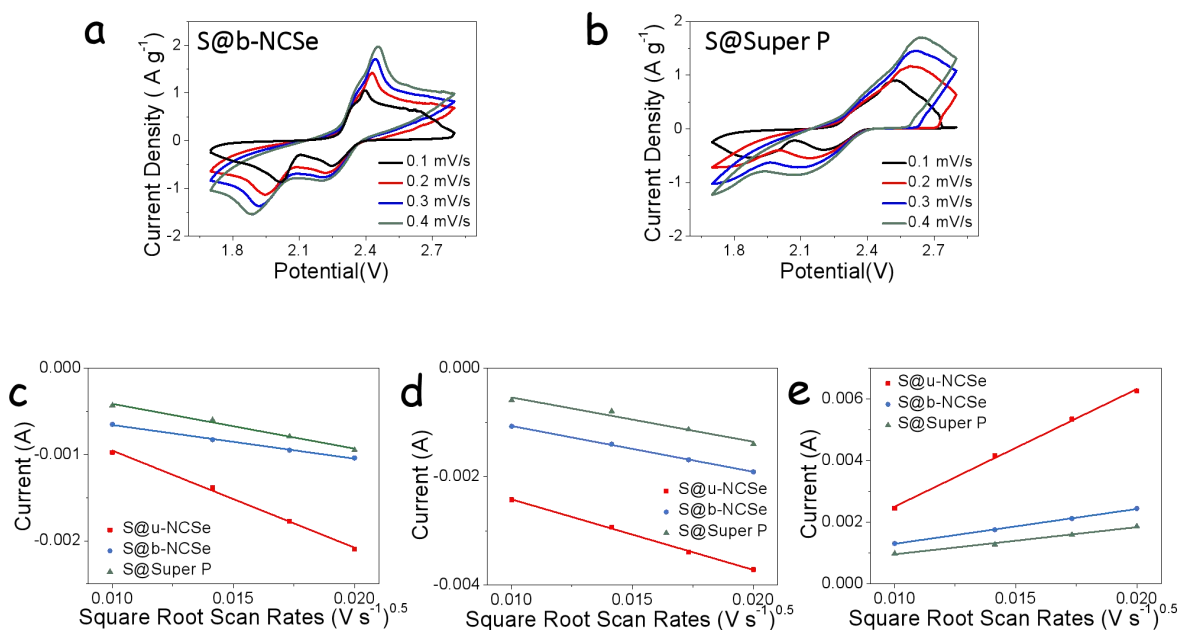 a
S@b-NCSe
Current Density ( A g-1)
2
1
0
-1
-2
0.1 mV/s
0.2 mV/s
0.3 mV/s
0.4 mV/s
1.8
2.1
2.4
2.7
Potential(V)
b
S@Super P
Current Density ( A g-1)
2
1
0
-1
-2
0.1 mV/s
0.2 mV/s
0.3 mV/s
0.4 mV/s
1.8
2.1
2.4
2.7
Potential(V)
c
Current (A)
0.000
-0.001
-0.002
S@u-NCSe
S@b-NCSe
S@Super P
0.010
0.015
0.020
Square Root Scan Rates (V s-1)0.5
d
Current (A)
0.000
-0.002
-0.004
S@u-NCSe
S@b-NCSe
S@Super P
0.010
0.015
0.020
Square Root Scan Rates (V s-1)0.5
e
Current (A)
0.006
0.004
0.002
0.000
S@u-NCSe
S@b-NCSe
S@Super P
0.010
0.015
0.020
Square Root Scan Rates (V s-1)0.5